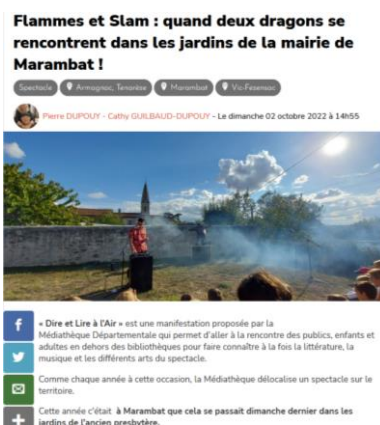 Flammes et Slam : quand deux dragons se
rencontrent dans les jardins de la mairie de
Marambat !
Spectacle Armagnac, Tenarèze Marambat Vic-Fezensac
Pierre DUPOUY - Cathy GUILBAUD-DUPOUY - Le dimanche 02 octobre 2022 à 14h55
« Dire et Lire à l'Air » est une manifestation proposée par la
Médiathèque Départementale qui permet d'aller à la rencontre des publics, enfants et
adultes en dehors des bibliothèques pour faire connaître à la fois la littérature, la
musique et les différents arts du spectacle.
Comme chaque année à cette occasion, la Médiathèque délocalise un spectacle sur le
territoire.
Cette année c'était à Marambat que cela se passait dimanche dernier dans les
jardins de l'ancien presbytère.